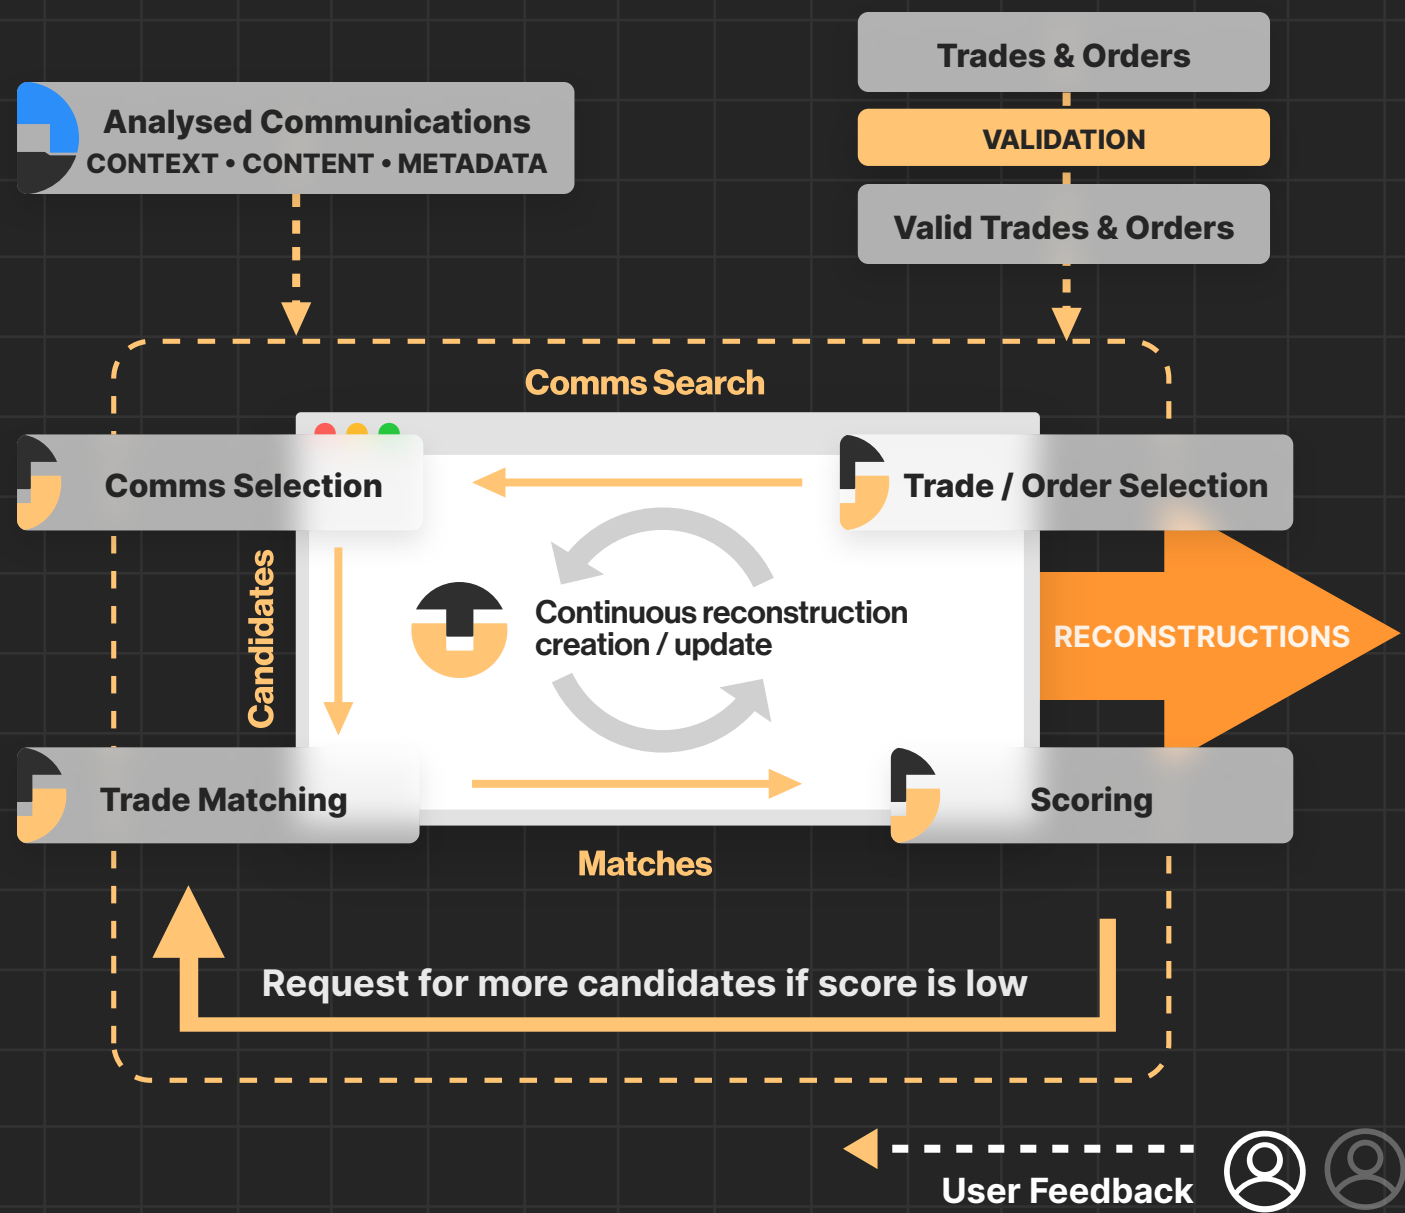 Trades & Orders
Analysed Communications
CONTEXT • CONTENT • METADATA
VALIDATION
Valid Trades & Orders
Comms Search
Comms Selection
Trade / Order Selection
Candidates
Continuous reconstruction
creation / update
RECONSTRUCTIONS
Trade Matching
Scoring
Matches
Request for more candidates if score is low
User Feedback